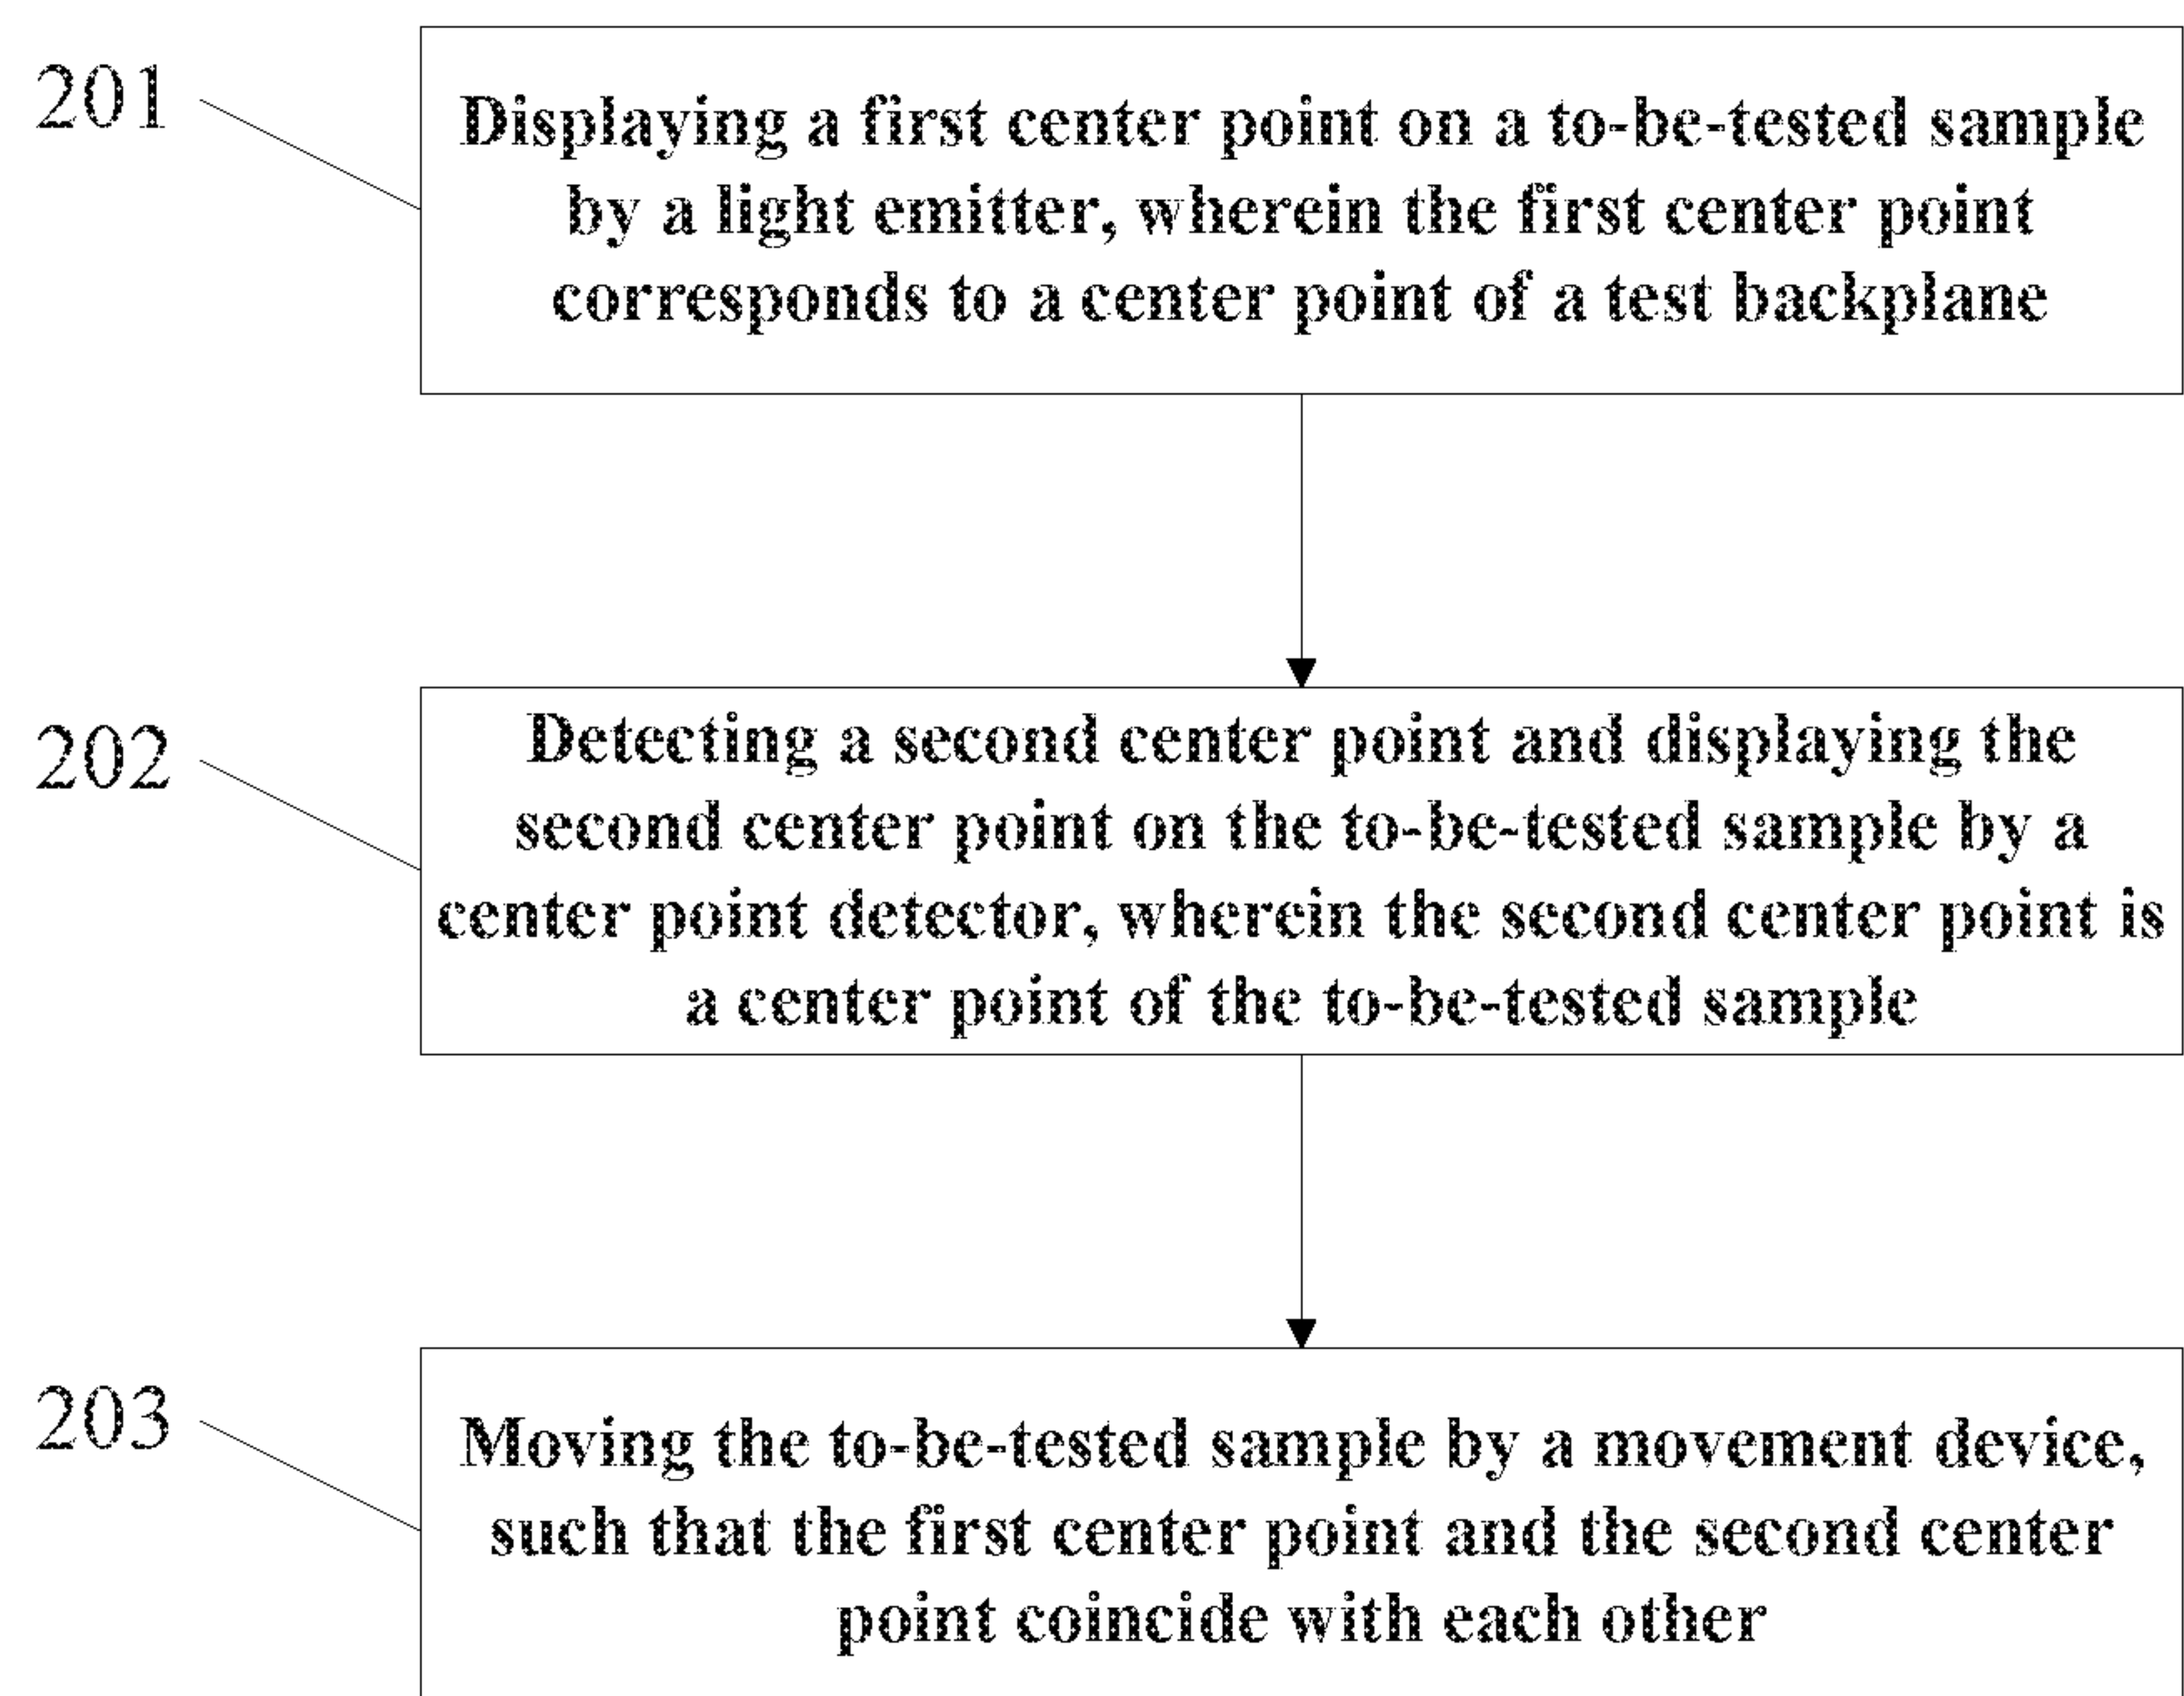 201
Displaying a first center point on a to-be-tested sample
by a light emitter, wherein the first center point
corresponds to a center point of a test backplane
202
Detecting a second center point and displaying the
second center point on the to-be-tested sample by a
center point detector, wherein the second center point is
a center point of the to-be-tested sample
203
Moving the to-be-tested sample by a movement device,
such that the first center point and the second center
point coincide with each other